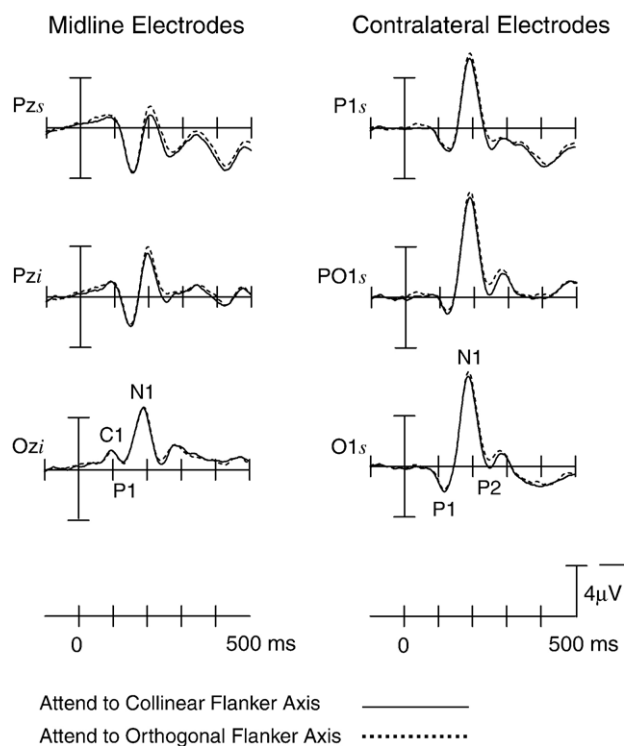 Midline Electrodes
Contralateral Electrodes
Pzs
P1s
Pzi
PO1s
N1
N1
C1
Ozi
O1s
P1
P1
P2
4μV
0
500 ms
0
500 ms
Attend to Collinear Flanker Axis
Attend to Orthogonal Flanker Axis